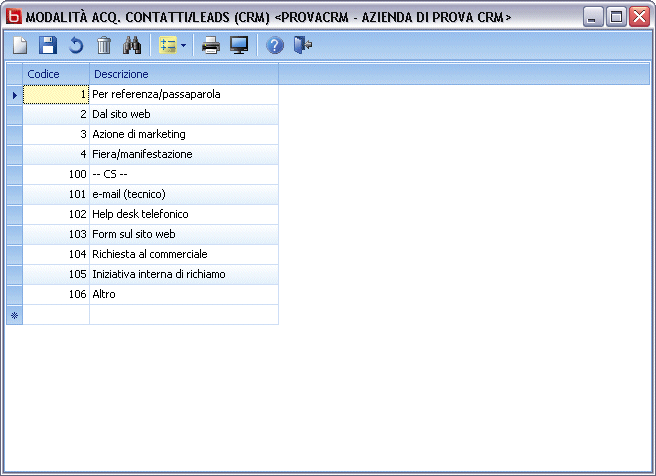 MODALITÀ ACQ. CONTATTI/LEADS (CRM) <PROVACRM - AZIENDA DI PROVA CRM>
Codice Descrizione
1 Per referenza/passaparola
2 Dal sito web
3 Azione di marketing
4 Fiera/manifestazione
100 -- CS --
101 e-mail (tecnico)
102 Help desk telefonico
103 Form sul sito web
104 Richiesta al commerciale
105 Iniziativa interna di richiamo
106 Altro